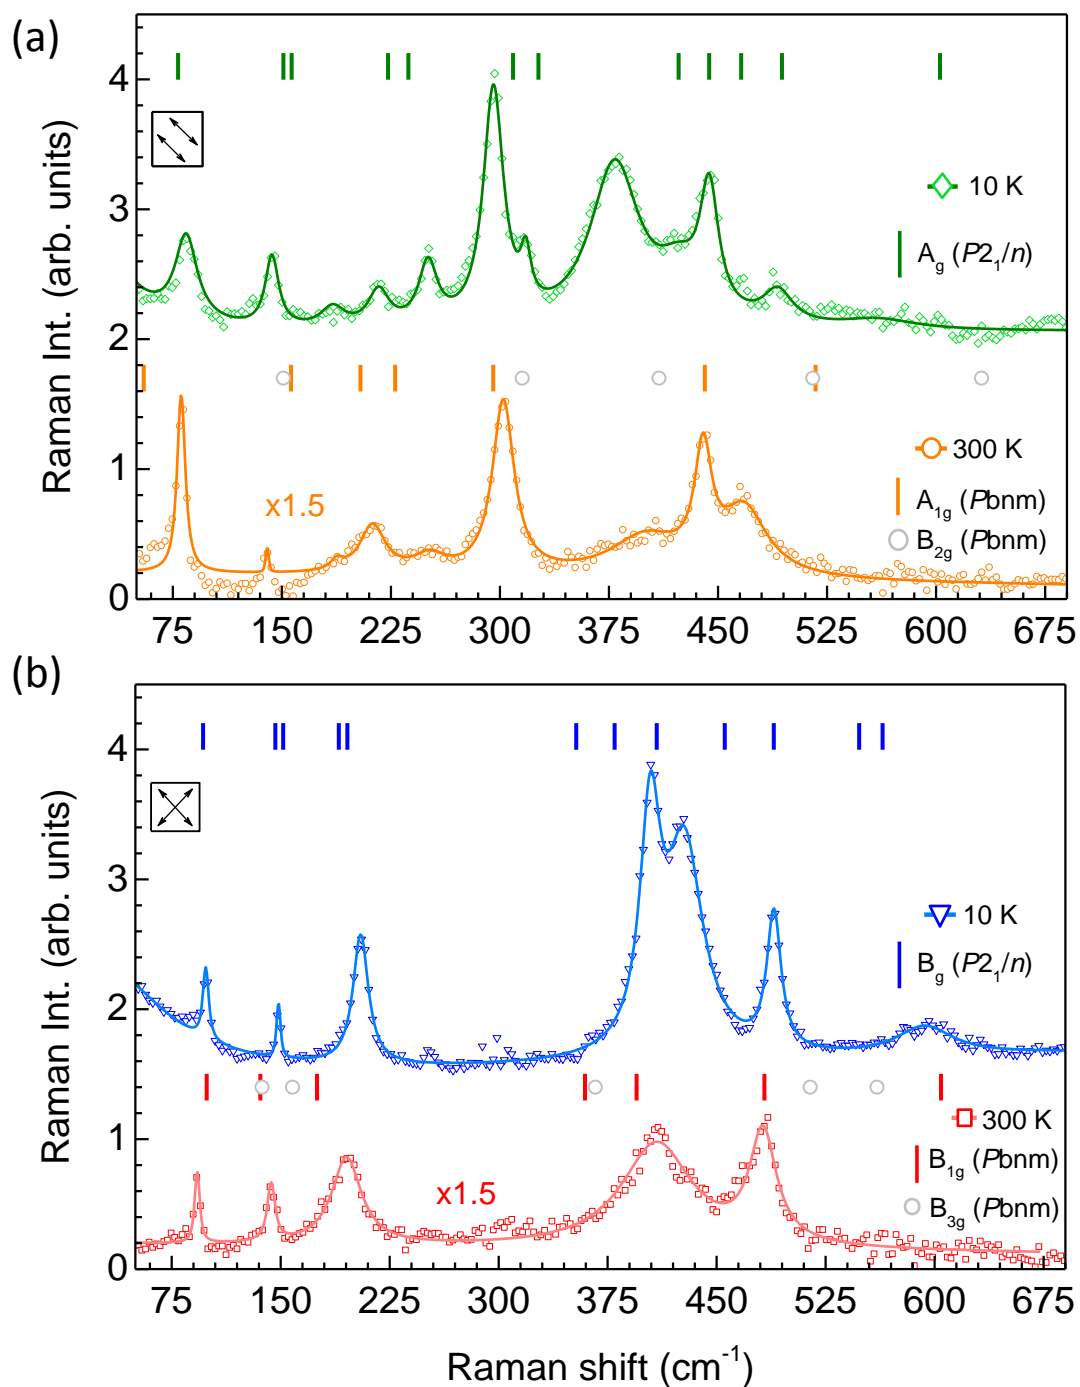 (a)
Raman Int. (arb. units)
4
3
2
1
0
10 K
A_g (P2_1/n)
300 K
x1.5
A_1g (Pbnm)
B_2g (Pbnm)
75 150 225 300 375 450 525 600 675
(b)
Raman Int. (arb. units)
4
3
2
1
0
10 K
B_g (P2_1/n)
300 K
x1.5
B_1g (Pbnm)
B_3g (Pbnm)
75 150 225 300 375 450 525 600 675
Raman shift (cm^-1)